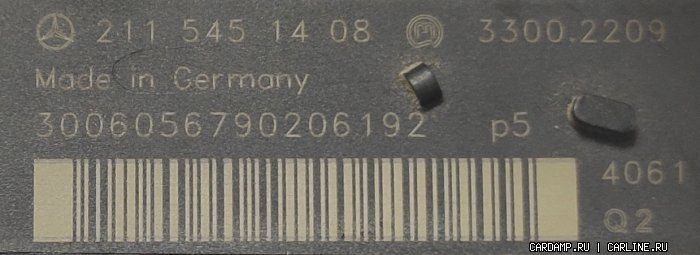 211 545 14 08 3300.2209
Made in Germany
3006056790206192 p5
4061
Q2
CARDAMP.RU | CARLINE.RU